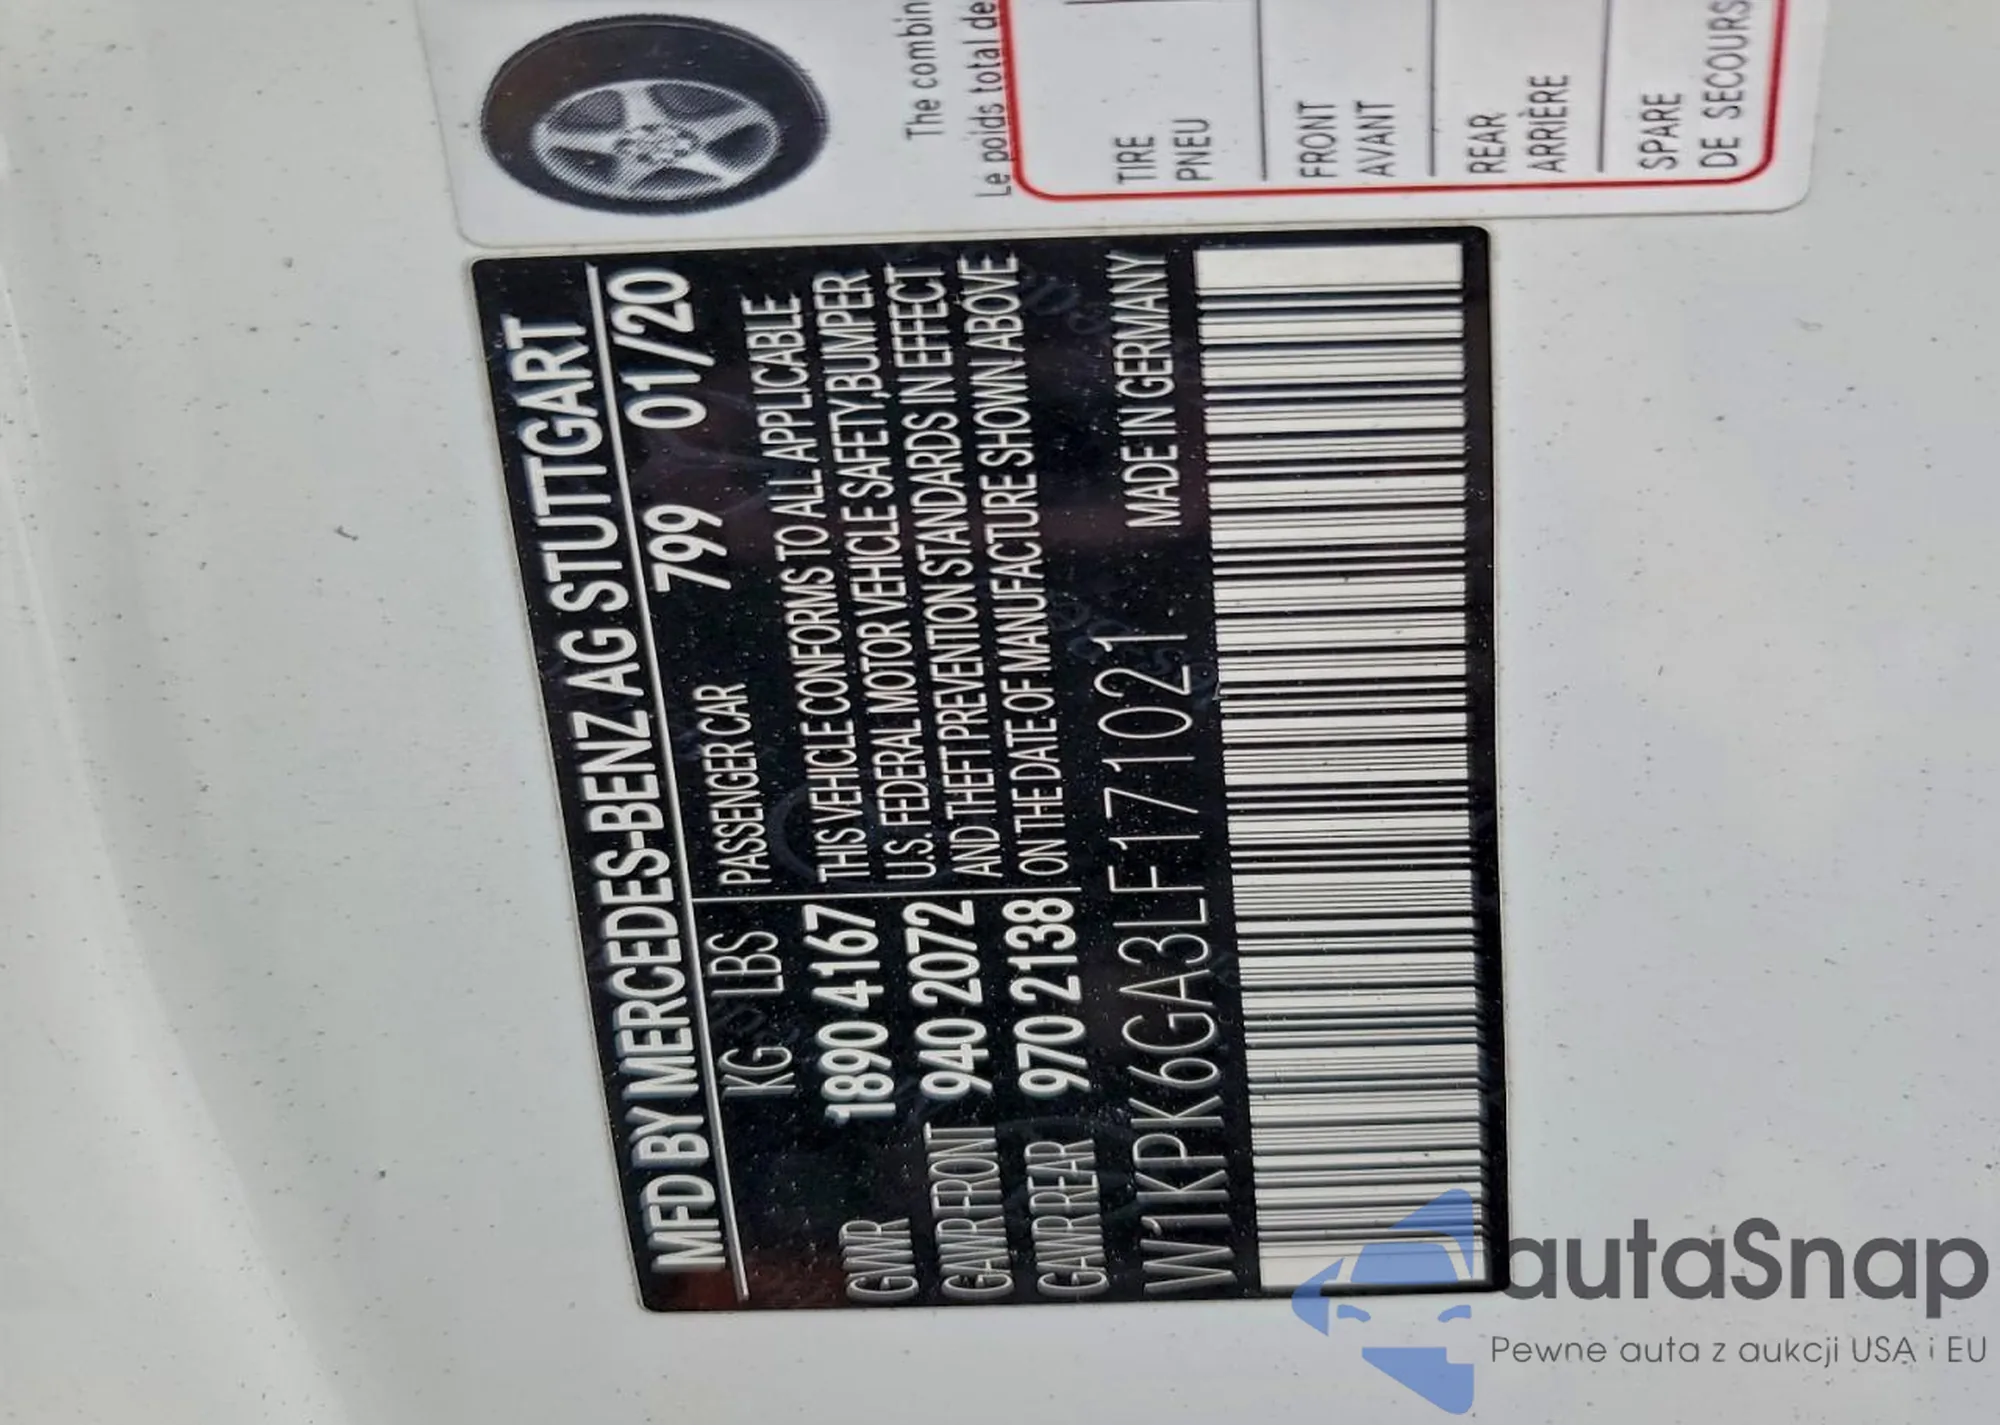 MFD BY MERCEDES-BENZ AG STUTTGART
799 01/20
KG LBS PASSENGER CAR
GVWR 1890 4167 THIS VEHICLE CONFORMS TO ALL APPLICABLE
U.S. FEDERAL MOTOR VEHICLE SAFETY,BUMPER
GAWR FRONT 940 2072 AND THEFT PREVENTION STANDARDS IN EFFECT
GAWR REAR 970 2138 ON THE DATE OF MANUFACTURE SHOWN ABOVE
MADE IN GERMANY
W1KPK6GA3LF171021
The combin
Le poids total de
TIRE
PNEU
FRONT
AVANT
REAR
ARRIÈRE
SPARE
DE SECOURS
autaSnap
Pewne auta z aukcji USA i EU